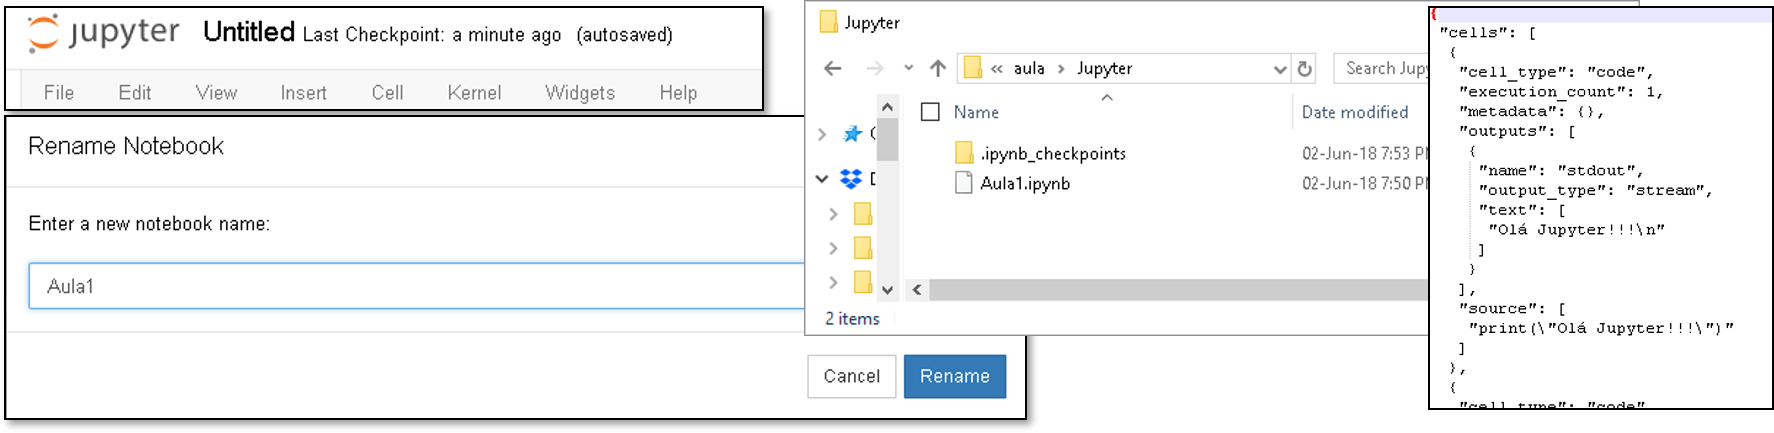 jupyter Untitled Last Checkpoint: a minute ago (autosaved)
File Edit View Insert Cell Kernel Widgets Help
Rename Notebook
Enter a new notebook name:
Aula1
Cancel Rename
Jupyter
« aula > Jupyter
Search Jup
Name Date modified
.ipynb_checkpoints 02-Jun-18 7:53 P
Aula1.ipynb 02-Jun-18 7:50 P
2 items
{
"cells": [
{
"cell_type": "code",
"execution_count": 1,
"metadata": {},
"outputs": [
{
"name": "stdout",
"output_type": "stream",
"text": [
"Olá Jupyter!!!\n"
]
}
],
"source": [
"print(\"Olá Jupyter!!!\")"
]
},
{
"cell_type": "code"